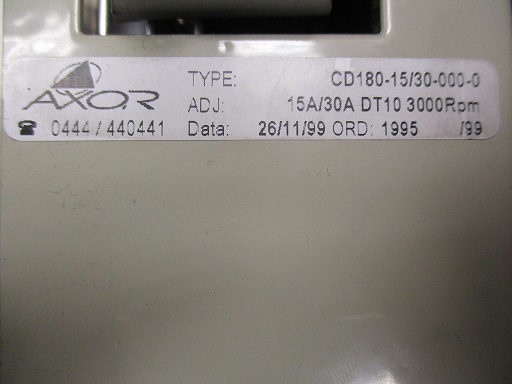 AXOR TYPE: CD180-15/30-000-0
ADJ: 15A/30A DT10 3000Rpm
☎ 0444 / 440441 Data: 26/11/99 ORD: 1995 /99